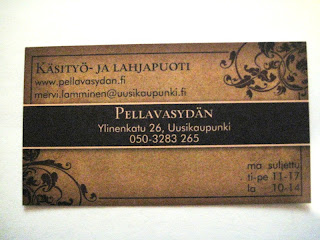 KÄSITYÖ- JA LAHJAPUOTI
www.pellavasydan.fi
mervi.lamminen@uusikaupunki.fi
PELLAVASYDÄN
Ylinenkatu 26, Uusikaupunki
050-3283 265
ma suljettu
ti-pe 11-17
la 10-14